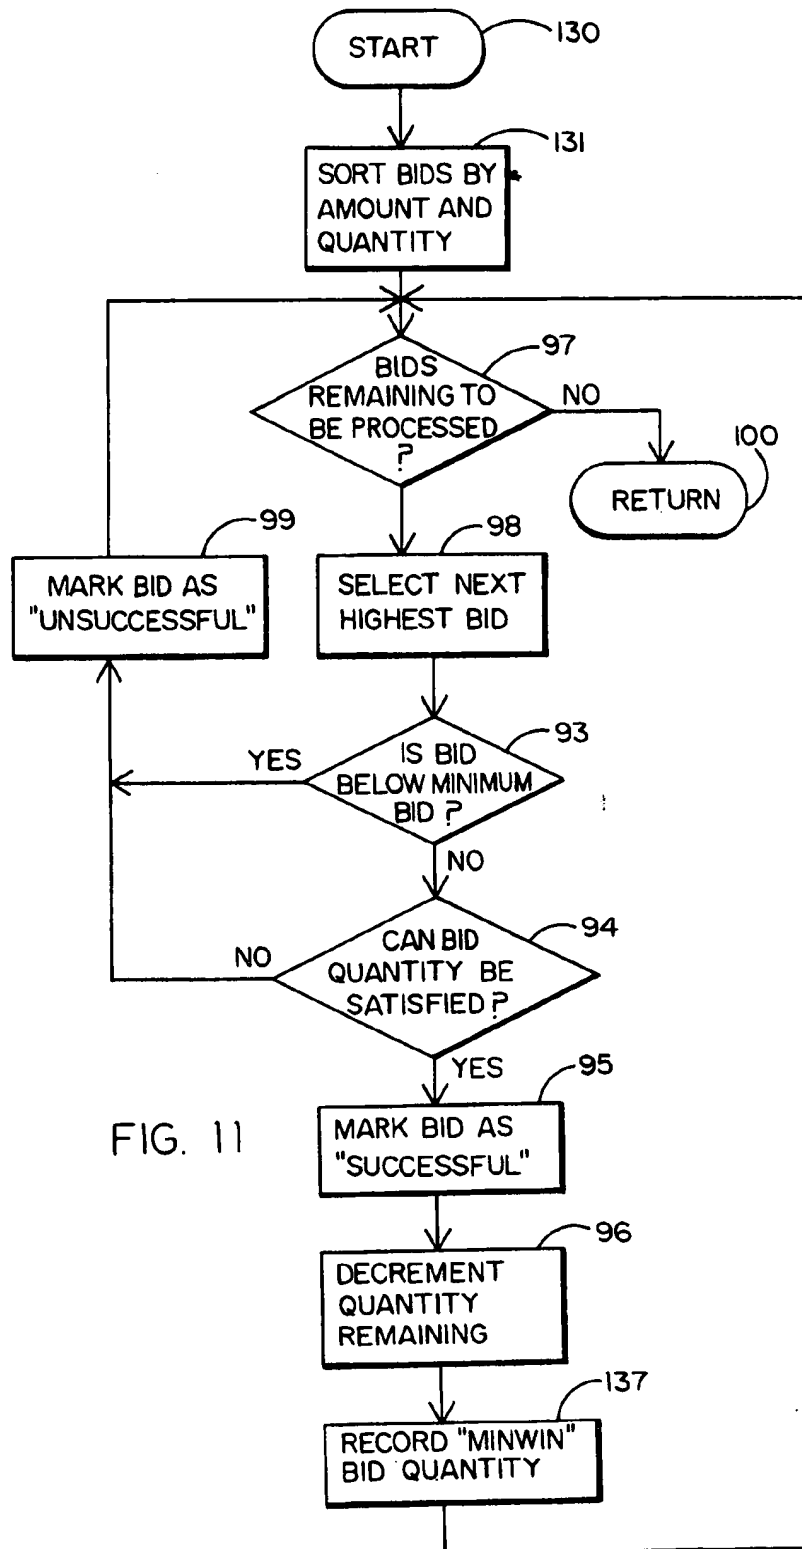 START
130
131
SORT BIDS BY
AMOUNT AND
QUANTITY
97
BIDS
REMAINING TO
BE PROCESSED
?
NO
100
RETURN
99
MARK BID AS
"UNSUCCESSFUL"
98
SELECT NEXT
HIGHEST BID
93
YES
IS BID
BELOW MINIMUM
BID ?
NO
94
NO
CAN BID
QUANTITY BE
SATISFIED ?
YES
95
FIG. 11
MARK BID AS
"SUCCESSFUL"
96
DECREMENT
QUANTITY
REMAINING
137
RECORD "MINWIN"
BID QUANTITY